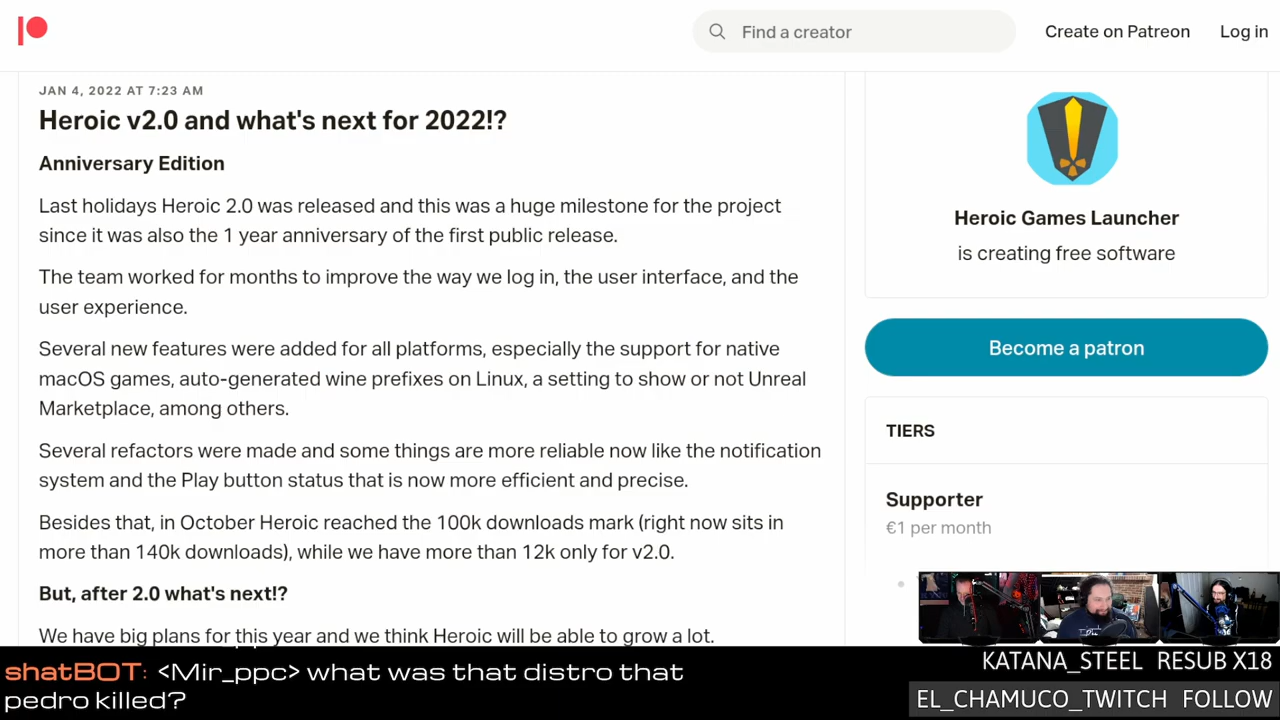 Find a creator
Create on Patreon
Log in
JAN 4, 2022 AT 7:23 AM
Heroic v2.0 and what's next for 2022!?
Anniversary Edition
Last holidays Heroic 2.0 was released and this was a huge milestone for the project
since it was also the 1 year anniversary of the first public release.
The team worked for months to improve the way we log in, the user interface, and the
user experience.
Several new features were added for all platforms, especially the support for native
macOS games, auto-generated wine prefixes on Linux, a setting to show or not Unreal
Marketplace, among others.
Several refactors were made and some things are more reliable now like the notification
system and the Play button status that is now more efficient and precise.
Besides that, in October Heroic reached the 100k downloads mark (right now sits in
more than 140k downloads), while we have more than 12k only for v2.0.
But, after 2.0 what's next!?
We have big plans for this year and we think Heroic will be able to grow a lot.
Heroic Games Launcher
is creating free software
Become a patron
TIERS
Supporter
€1 per month
shatBOT: <Mir_ppc> what was that distro that
pedro killed?
KATANA_STEEL RESUB X18
EL_CHAMUCO_TWITCH FOLLOW